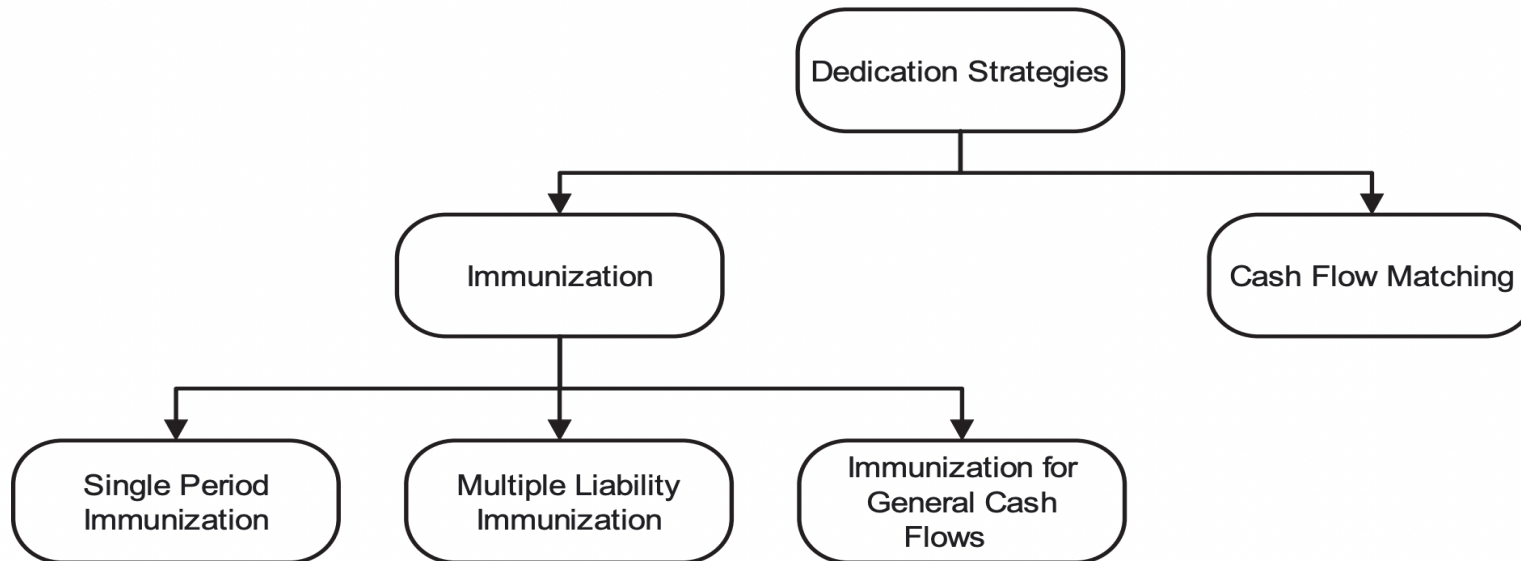 Dedication Strategies
Immunization
Cash Flow Matching
Single Period
Immunization
Multiple Liability
Immunization
Immunization for
General Cash
Flows